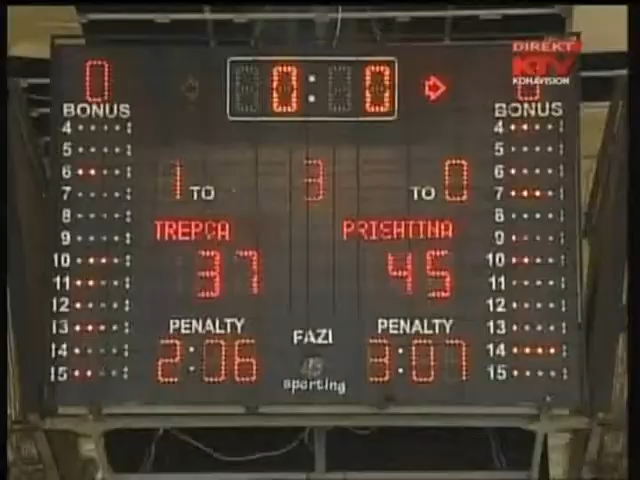 DIREKT
KTV
KOHAVISION
0 0:0
BONUS BONUS
4 4
5 5
6 6
7 7
8 8
9 9
10 10
11 11
12 12
13 13
14 14
15 15
1 TO 3 TO 0
TREPCA PRISHTINA
37 45
PENALTY FAZI PENALTY
2:06 3:07
sporting